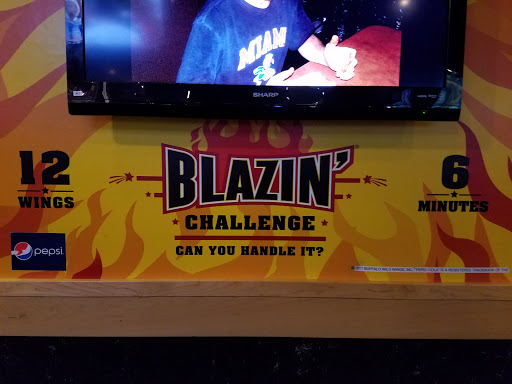 MIAMI
SHARP
12
WINGS
BLAZIN'
CHALLENGE
CAN YOU HANDLE IT?
6
MINUTES
pepsi